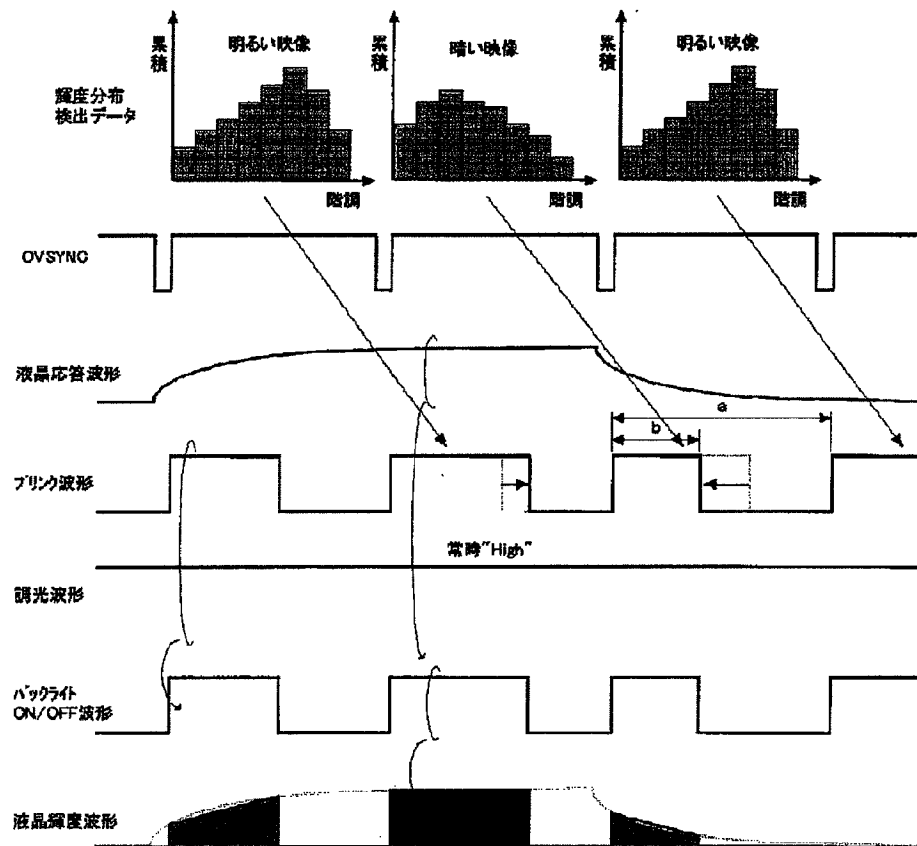 累積
明るい映像
累積
暗い映像
累積
明るい映像
輝度分布
検出データ
階調
階調
階調
OVSYNC
液晶応答波形
a
b
ブリンク波形
常時"High"
調光波形
バックライト
ON/OFF波形
液晶輝度波形